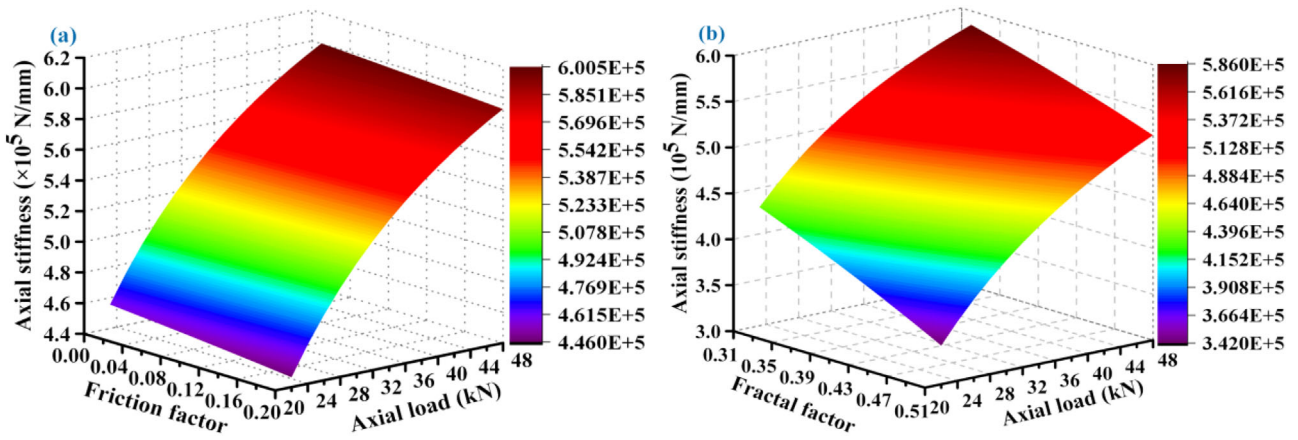 (a)
Axial stiffness (×10⁵ N/mm)
6.2
6.0
5.8
5.6
5.4
5.2
5.0
4.8
4.6
4.4
0.00
0.04
0.08
0.12
0.16
0.20
Friction factor
20
24
28
32
36
40
44
48
Axial load (kN)
6.005E+5
5.851E+5
5.696E+5
5.542E+5
5.387E+5
5.233E+5
5.078E+5
4.924E+5
4.769E+5
4.615E+5
4.460E+5
(b)
Axial stiffness (10⁵ N/mm)
6.0
5.5
5.0
4.5
4.0
3.5
3.0
0.31
0.35
0.39
0.43
0.47
0.51
Fractal factor
20
24
28
32
36
40
44
48
Axial load (kN)
5.860E+5
5.616E+5
5.372E+5
5.128E+5
4.884E+5
4.640E+5
4.396E+5
4.152E+5
3.908E+5
3.664E+5
3.420E+5